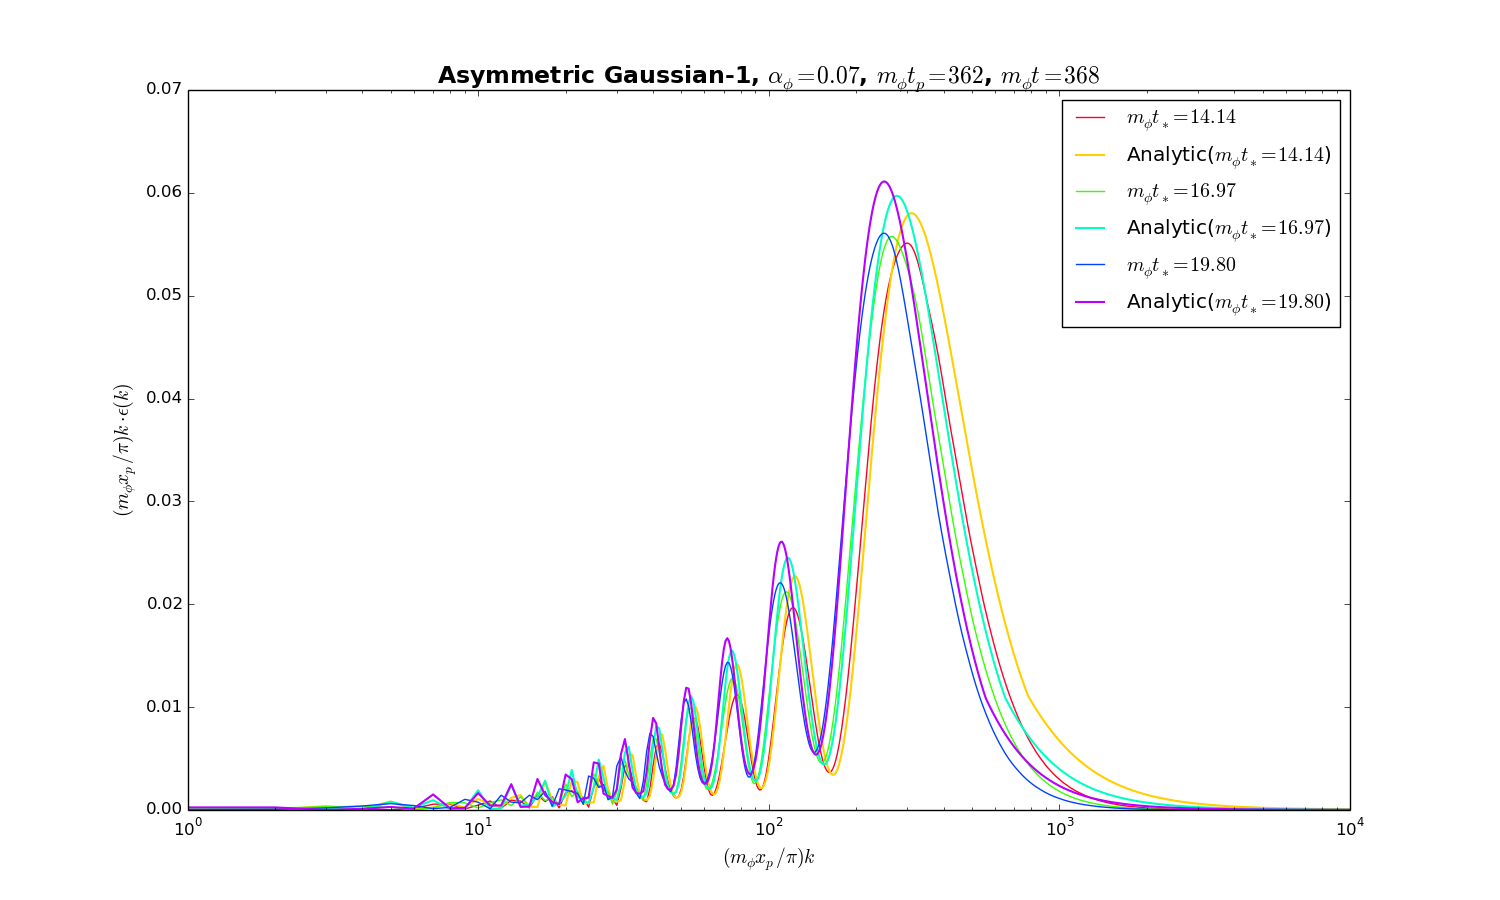 Asymmetric Gaussian-1, α_ϕ=0.07, m_ϕt_p=362, m_ϕt=368
0.07
0.06
0.05
0.04
0.03
0.02
0.01
0.00
(m_ϕx_p/π)k·ϵ(k)
m_ϕt_*=14.14
Analytic(m_ϕt_*=14.14)
m_ϕt_*=16.97
Analytic(m_ϕt_*=16.97)
m_ϕt_*=19.80
Analytic(m_ϕt_*=19.80)
10^0 10^1 10^2 10^3 10^4
(m_ϕx_p/π)k